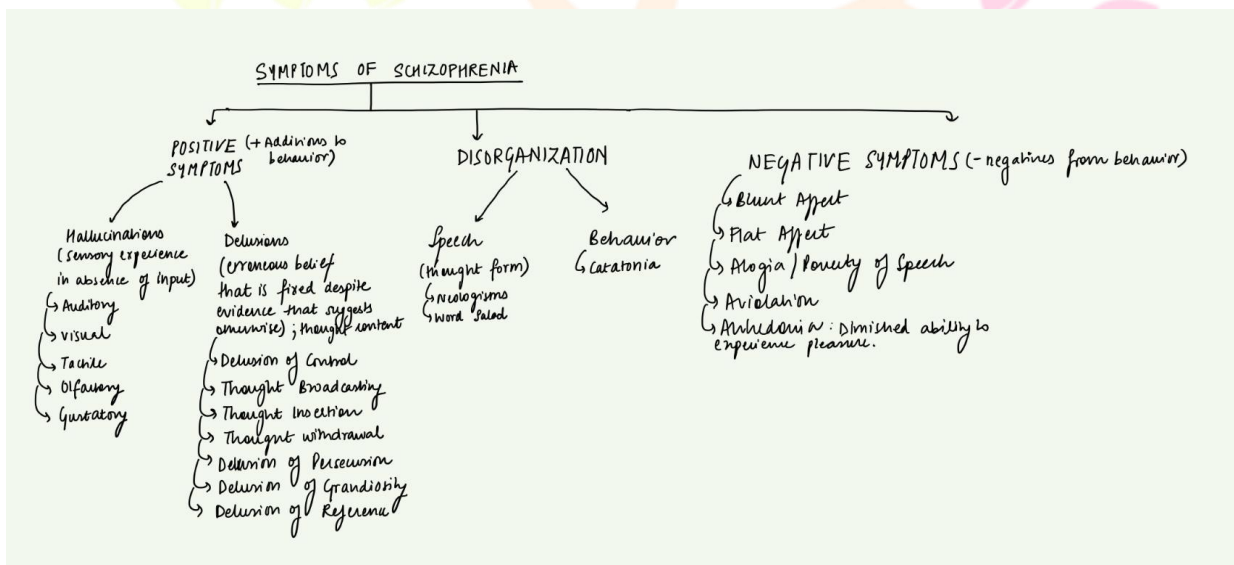 SYMPTOMS OF SCHIZOPHRENIA
POSITIVE (+ Additions to
behavior)
SYMPTOMS
Hallucinations
(sensory experience
in absence of input)
Auditory
Visual
Tactile
Olfactory
Gustatory
Delusions
(erroneous belief
that is fixed despite
evidence that suggests
otherwise) ; thought content
Delusion of Control
Thought Broadcasting
Thought Insertion
Thought withdrawal
Delusion of Persecution
Delusion of Grandiosity
Delusion of Reference
DISORGANIZATION
Speech
(thought form)
Neologisms
Word Salad
Behavior
Catatonia
NEGATIVE SYMPTOMS (- negatives from behavior)
Blunt Affect
Flat Affect
Alogia / Poverty of Speech
Aviolation
Anhedonia : Diminished ability to
experience pleasure.